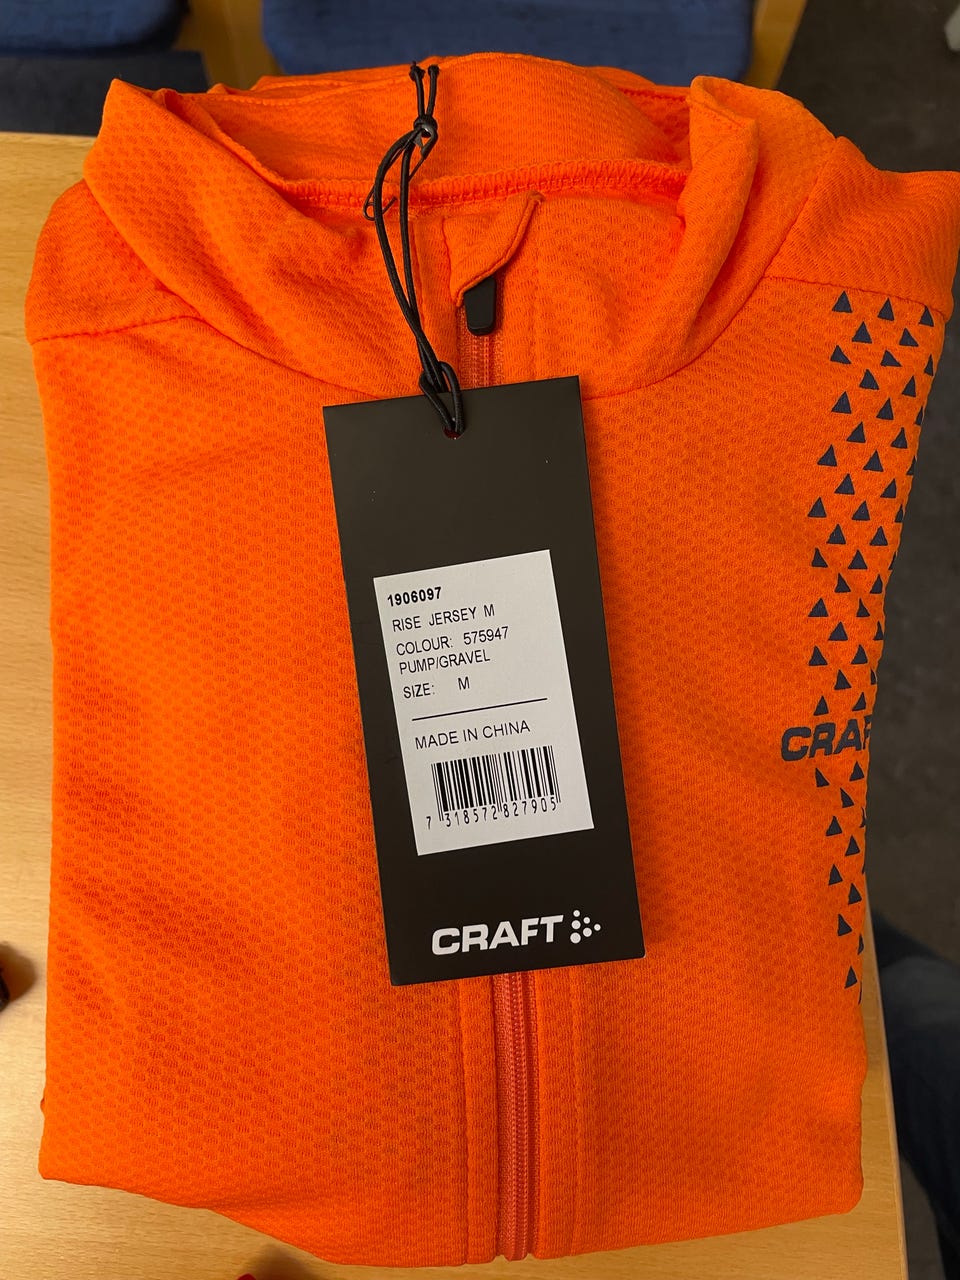 1906097
RISE JERSEY M
COLOUR: 575947
PUMP/GRAVEL
SIZE: M
MADE IN CHINA
7 318572 827905
CRAFT
CRAF